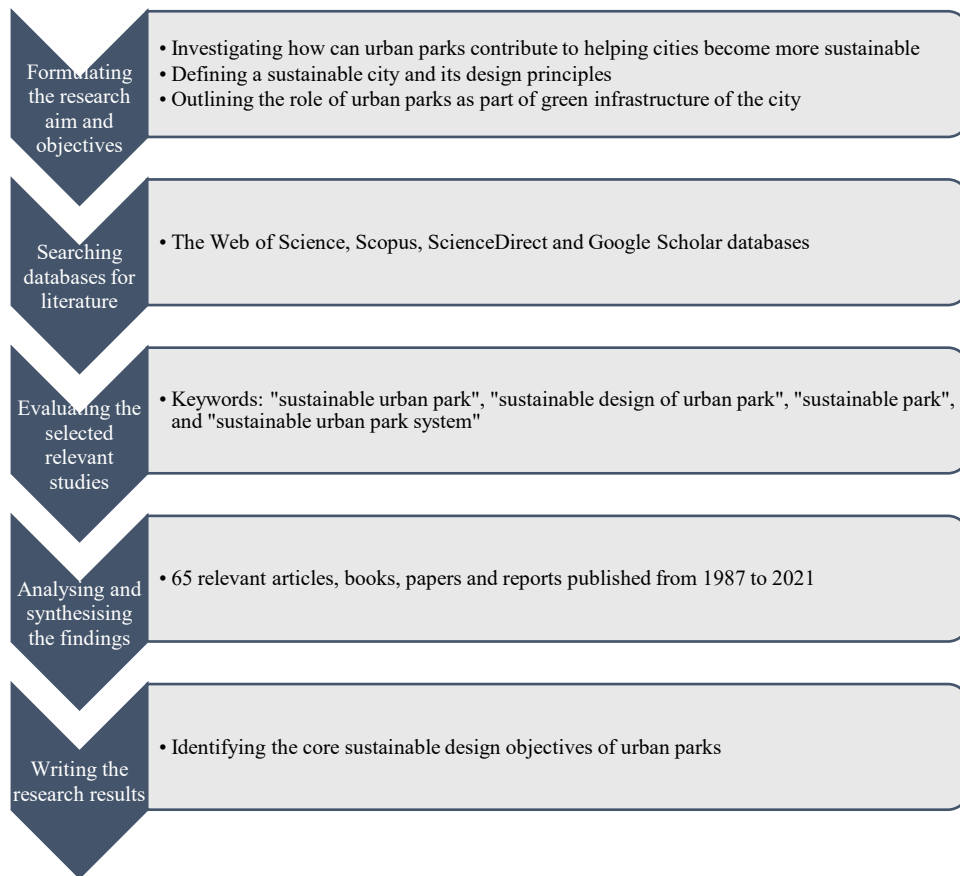 Formulating
the research
aim and
objectives
• Investigating how can urban parks contribute to helping cities become more sustainable
• Defining a sustainable city and its design principles
• Outlining the role of urban parks as part of green infrastructure of the city
Searching
databases for
literature
• The Web of Science, Scopus, ScienceDirect and Google Scholar databases
Evaluating the
selected
relevant
studies
• Keywords: "sustainable urban park", "sustainable design of urban park", "sustainable park",
and "sustainable urban park system"
Analysing and
synthesising
the findings
• 65 relevant articles, books, papers and reports published from 1987 to 2021
Writing the
research results
• Identifying the core sustainable design objectives of urban parks